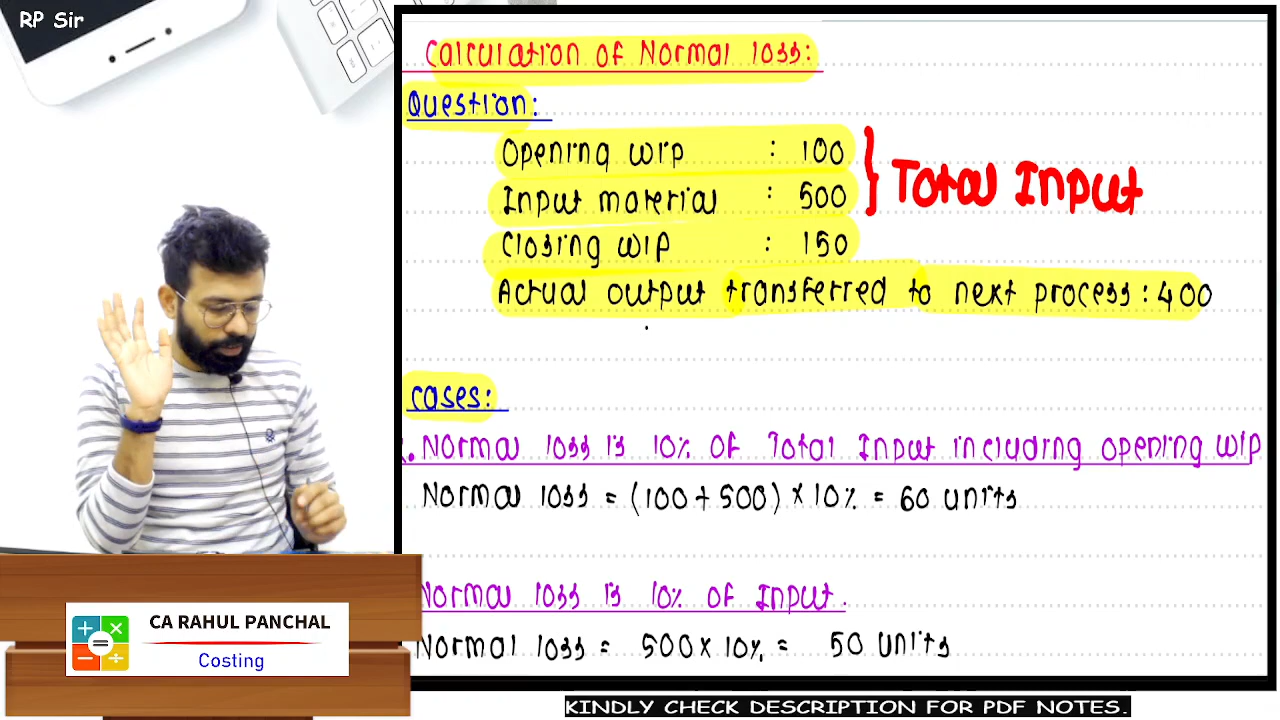 RP Sir
Calculation of Normal loss:
Question:
Opening WIP : 100
Input material : 500
Total Input
Closing WIP : 150
Actual output transferred to next process : 400
Cases:
Normal loss is 10% of Total Input including opening WIP
Normal loss = (100 + 500) × 10% = 60 units
Normal loss is 10% of Input.
Normal loss = 500 × 10% = 50 units
CA RAHUL PANCHAL
Costing
KINDLY CHECK DESCRIPTION FOR PDF NOTES.